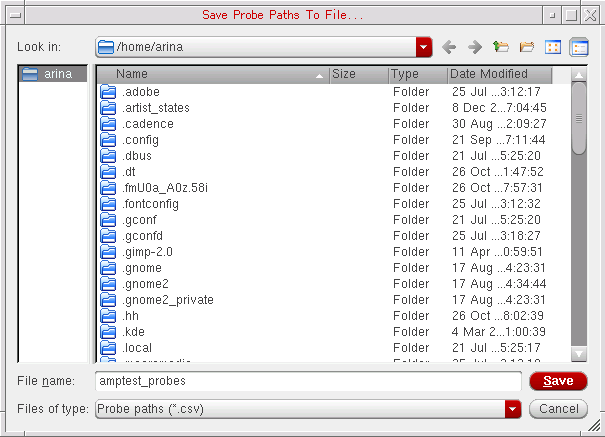 Save Probe Paths To File...
Look in: /home/arina
arina
Name Size Type Date Modified
.adobe Folder 25 Jul ...3:12:17
.artist_states Folder 8 Dec 2...7:04:45
.cadence Folder 30 Aug ...2:09:27
.config Folder 21 Sep ...7:11:44
.dbus Folder 21 Jul ...5:25:20
.dt Folder 26 Oct ...1:47:52
.fmU0a_A0z.58i Folder 26 Oct ...7:57:31
.fontconfig Folder 25 Jul ...3:12:32
.gconf Folder 21 Jul ...5:25:20
.gconfd Folder 25 Jul ...3:18:27
.gimp-2.0 Folder 11 Apr ...0:59:51
.gnome Folder 17 Aug ...4:23:31
.gnome2 Folder 17 Aug ...4:34:44
.gnome2_private Folder 17 Aug ...4:23:31
.hh Folder 26 Oct ...8:02:39
.kde Folder 4 Mar 2...1:00:39
.local Folder 21 Jul ...5:25:17
File name: amptest_probes Save
Files of type: Probe paths (*.csv) Cancel